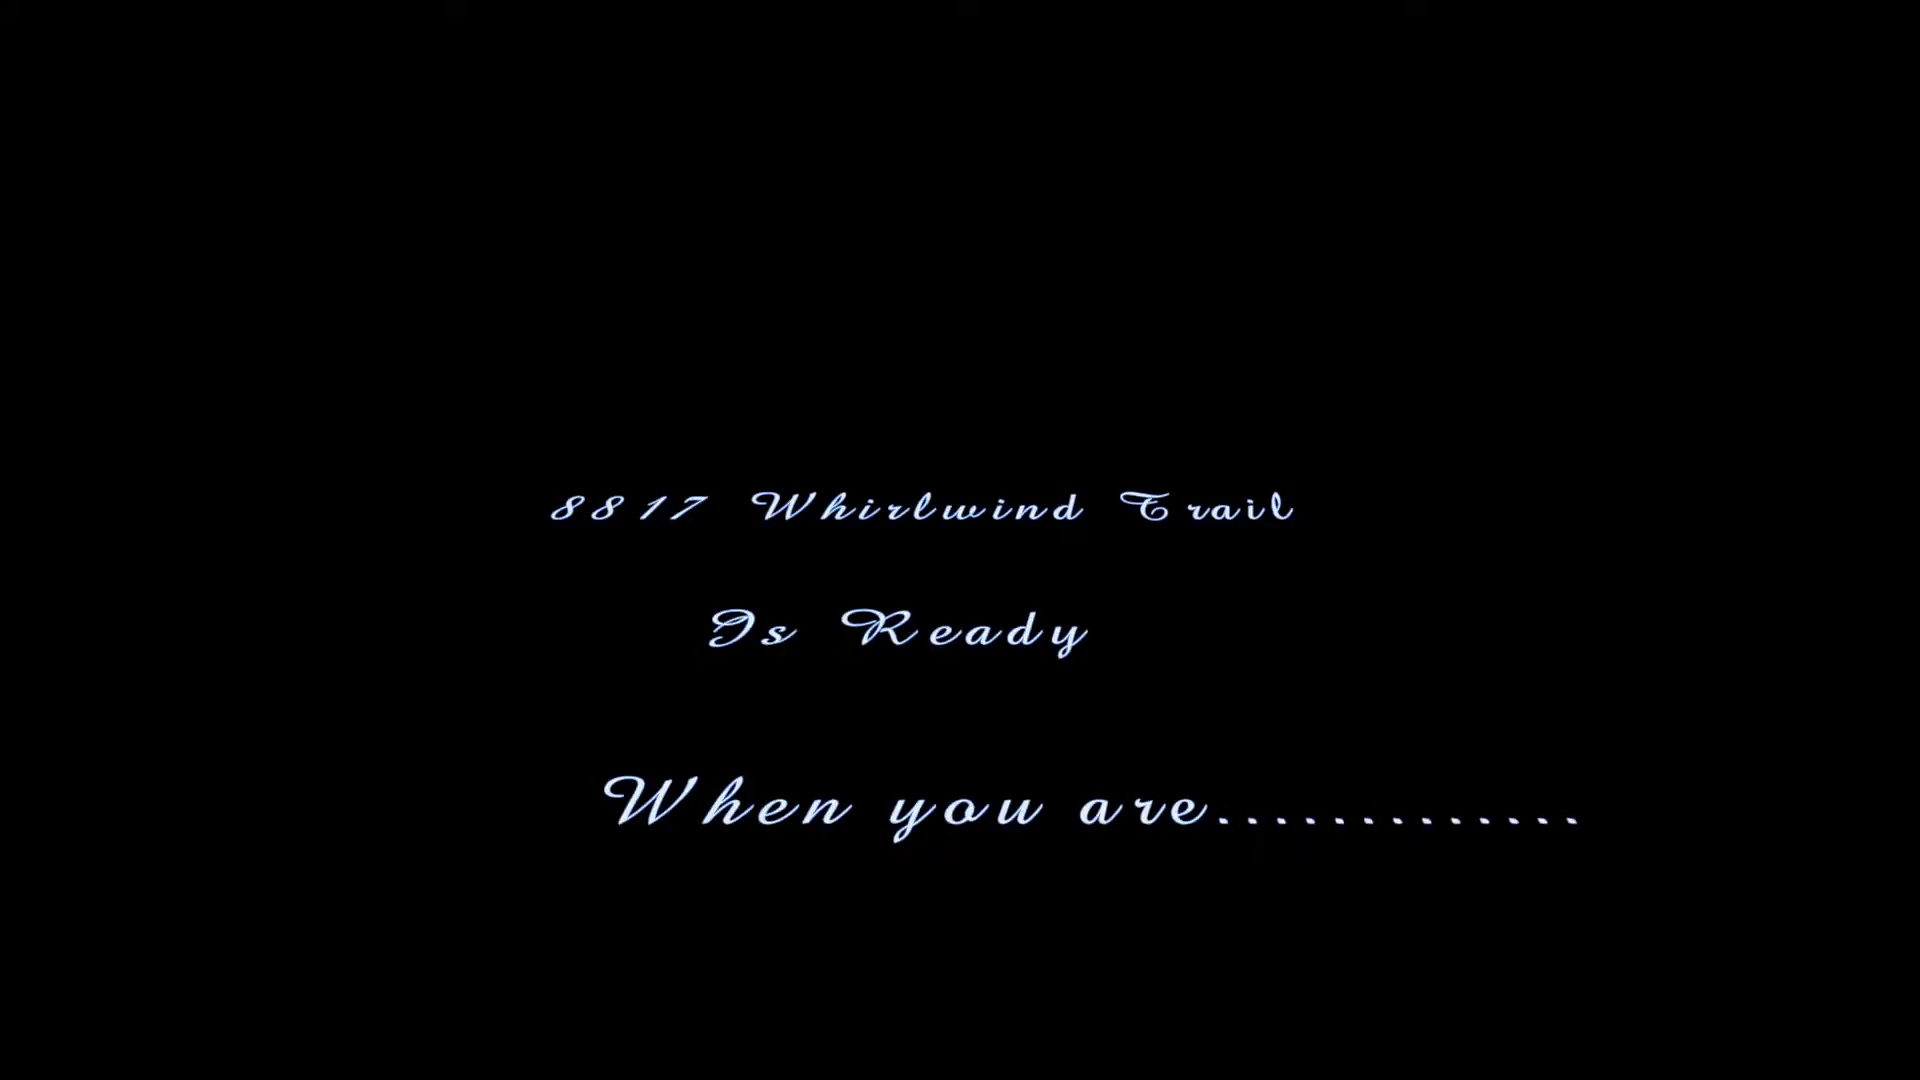 8817 Whirlwind Trail
Is Ready
When you are.............